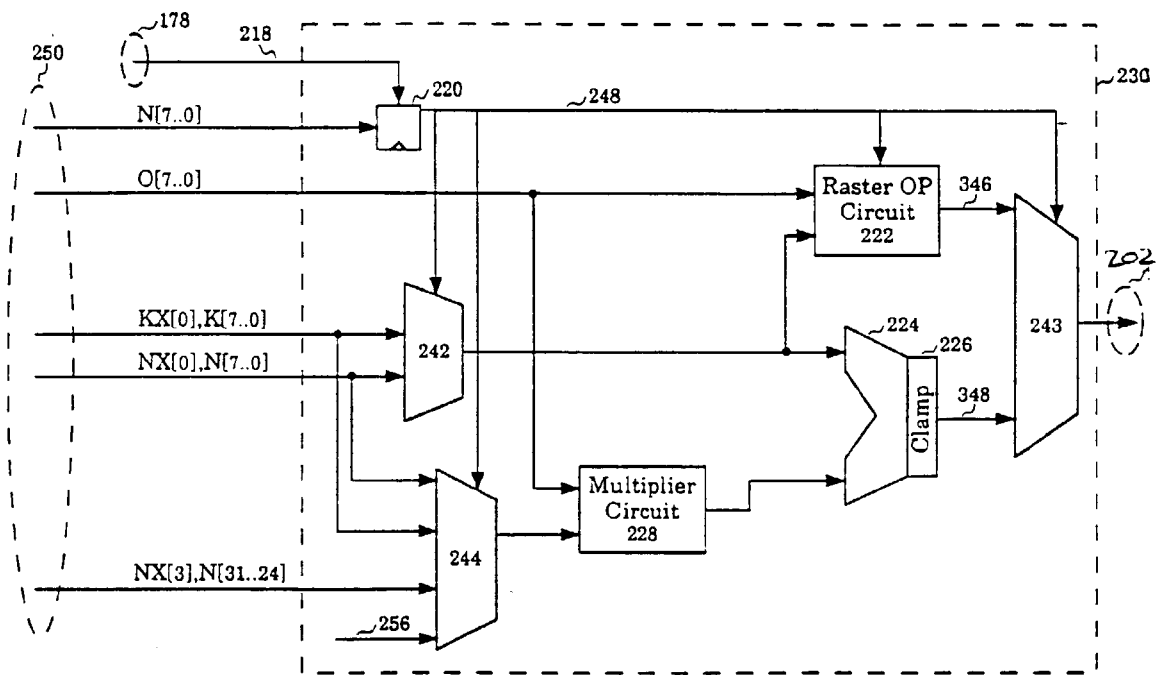 178
218
250
220
248
230
N[7..0]
O[7..0]
Raster OP
Circuit
222
346
202
KX[0],K[7..0]
NX[0],N[7..0]
242
224
226
243
Clamp
348
Multiplier
Circuit
228
244
NX[3],N[31..24]
256